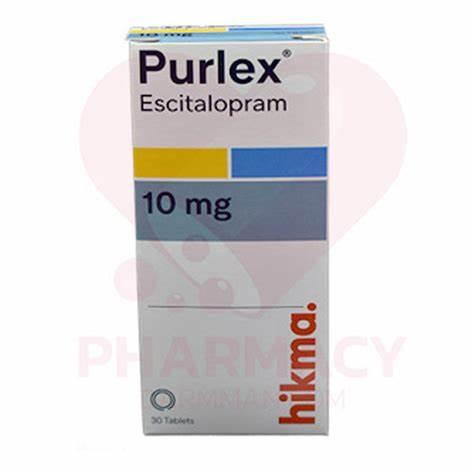 10 mg
Purlex®
Escitalopram
10 mg
hikma.
PHARMACY
30 Tablets